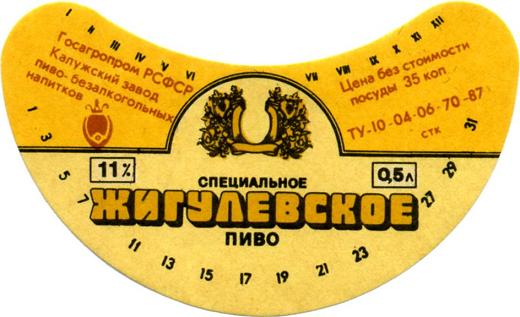 I II III IV V VI VII VIII IX X XI XII
Госагропром РСФСР
Калужский завод
пиво-безалкогольных
напитков
Цена без стоимости
посуды 35 коп
ТУ-10-04-06-70-87
стк
11%
0,5л
СПЕЦИАЛЬНОЕ
ЖИГУЛЕВСКОЕ
ПИВО
1 3 5 7 11 13 15 17 19 21 23 27 29 31